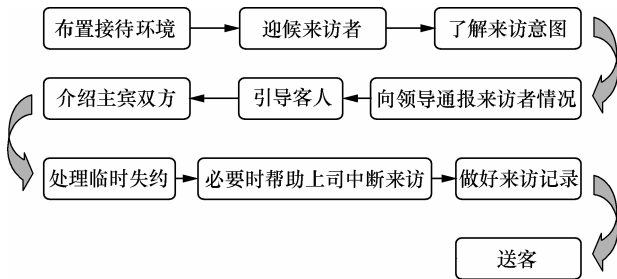 布置接待环境
迎候来访者
了解来访意图
向领导通报来访者情况
引导客人
介绍主宾双方
处理临时失约
必要时帮助上司中断来访
做好来访记录
送客